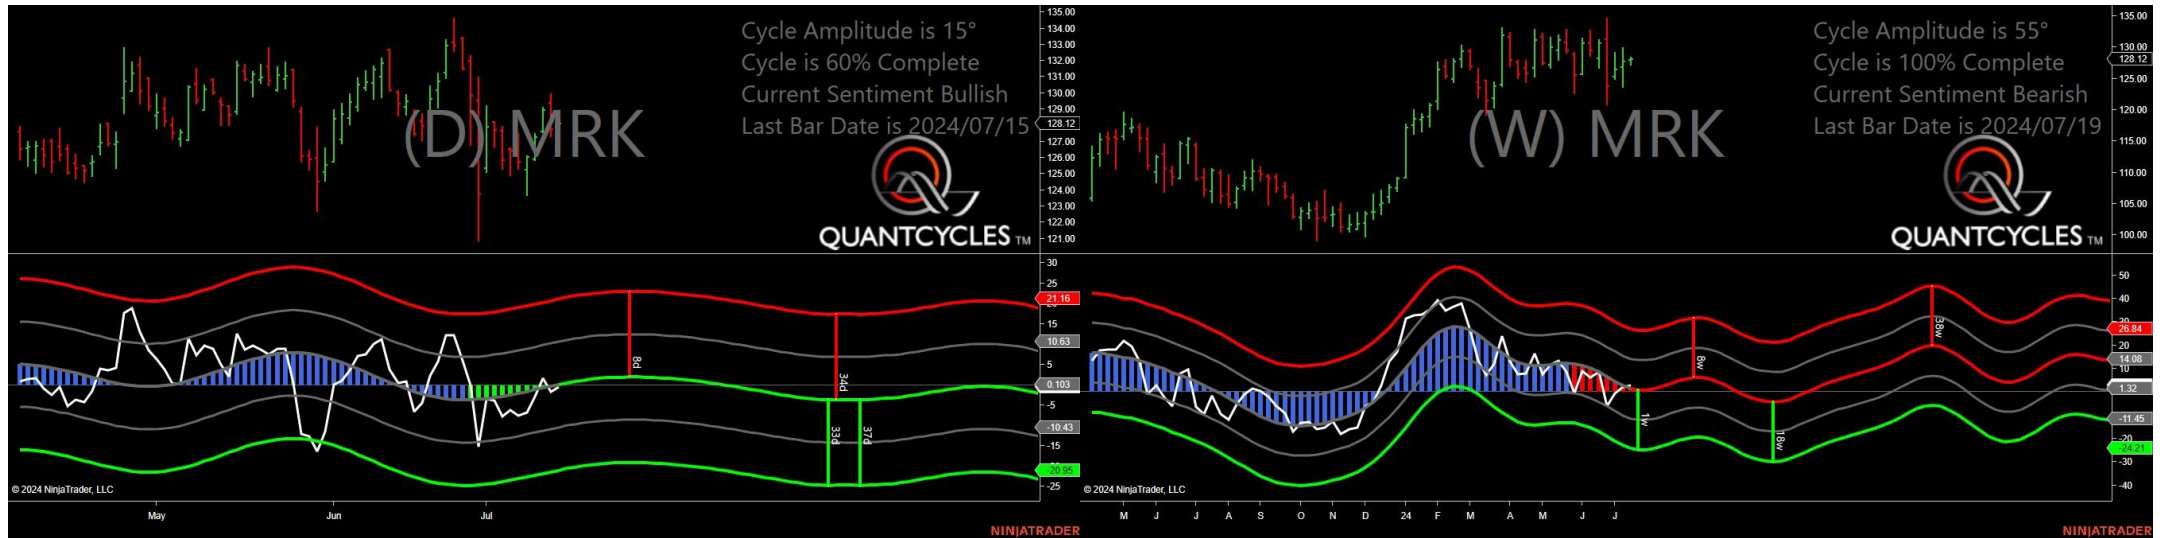 Cycle Amplitude is 15°
Cycle is 60% Complete
Current Sentiment Bullish
Last Bar Date is 2024/07/15
(D) MRK
QUANTCYCLES TM
135.00
134.00
133.00
132.00
131.00
130.00
129.00
128.12
127.00
126.00
125.00
124.00
123.00
122.00
121.00
30
25
21.16
15
10.63
5
0.103
-5
-10.43
-15
-20.95
-25
8d
34d
33d
37d
© 2024 NinjaTrader, LLC
May
Jun
Jul
NINJATRADER
Cycle Amplitude is 55°
Cycle is 100% Complete
Current Sentiment Bearish
Last Bar Date is 2024/07/19
(W) MRK
QUANTCYCLES TM
135.00
130.00
128.12
125.00
120.00
115.00
110.00
105.00
100.00
50
40
26.84
20
14.08
10
1.32
-11.45
-20
-24.21
-30
-40
8w
38w
1w
18w
© 2024 NinjaTrader, LLC
M J J A S O N D 24 F M A M J J
NINJATRADER